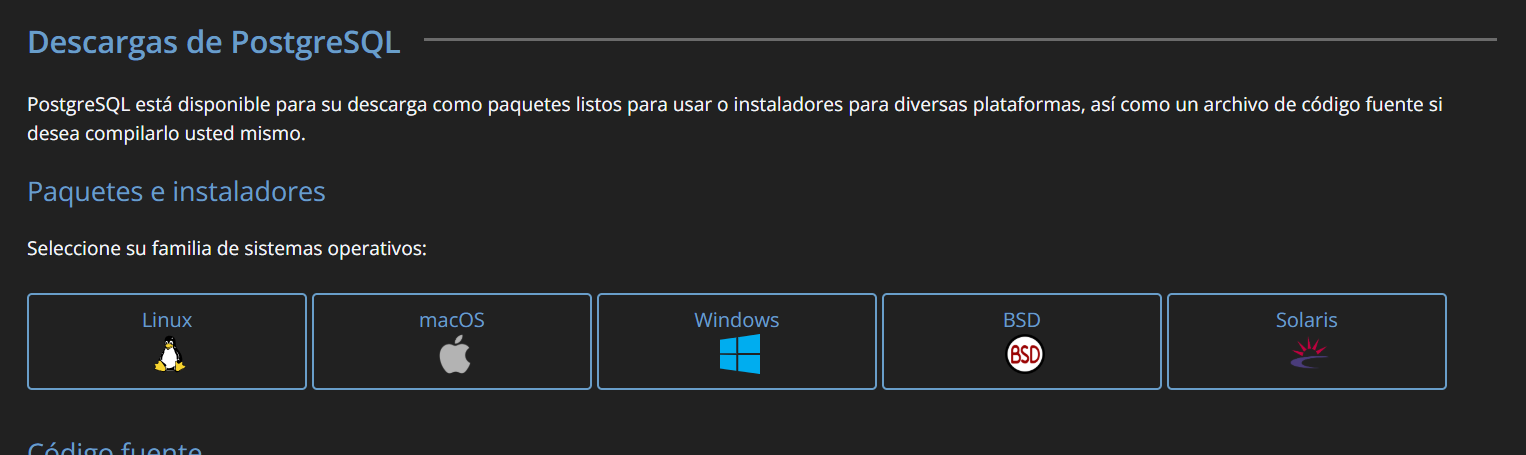 Descargas de PostgreSQL
PostgreSQL está disponible para su descarga como paquetes listos para usar o instaladores para diversas plataformas, así como un archivo de código fuente si
desea compilarlo usted mismo.
Paquetes e instaladores
Seleccione su familia de sistemas operativos:
Linux
macOS
Windows
BSD
Solaris
BSD
Código fuente